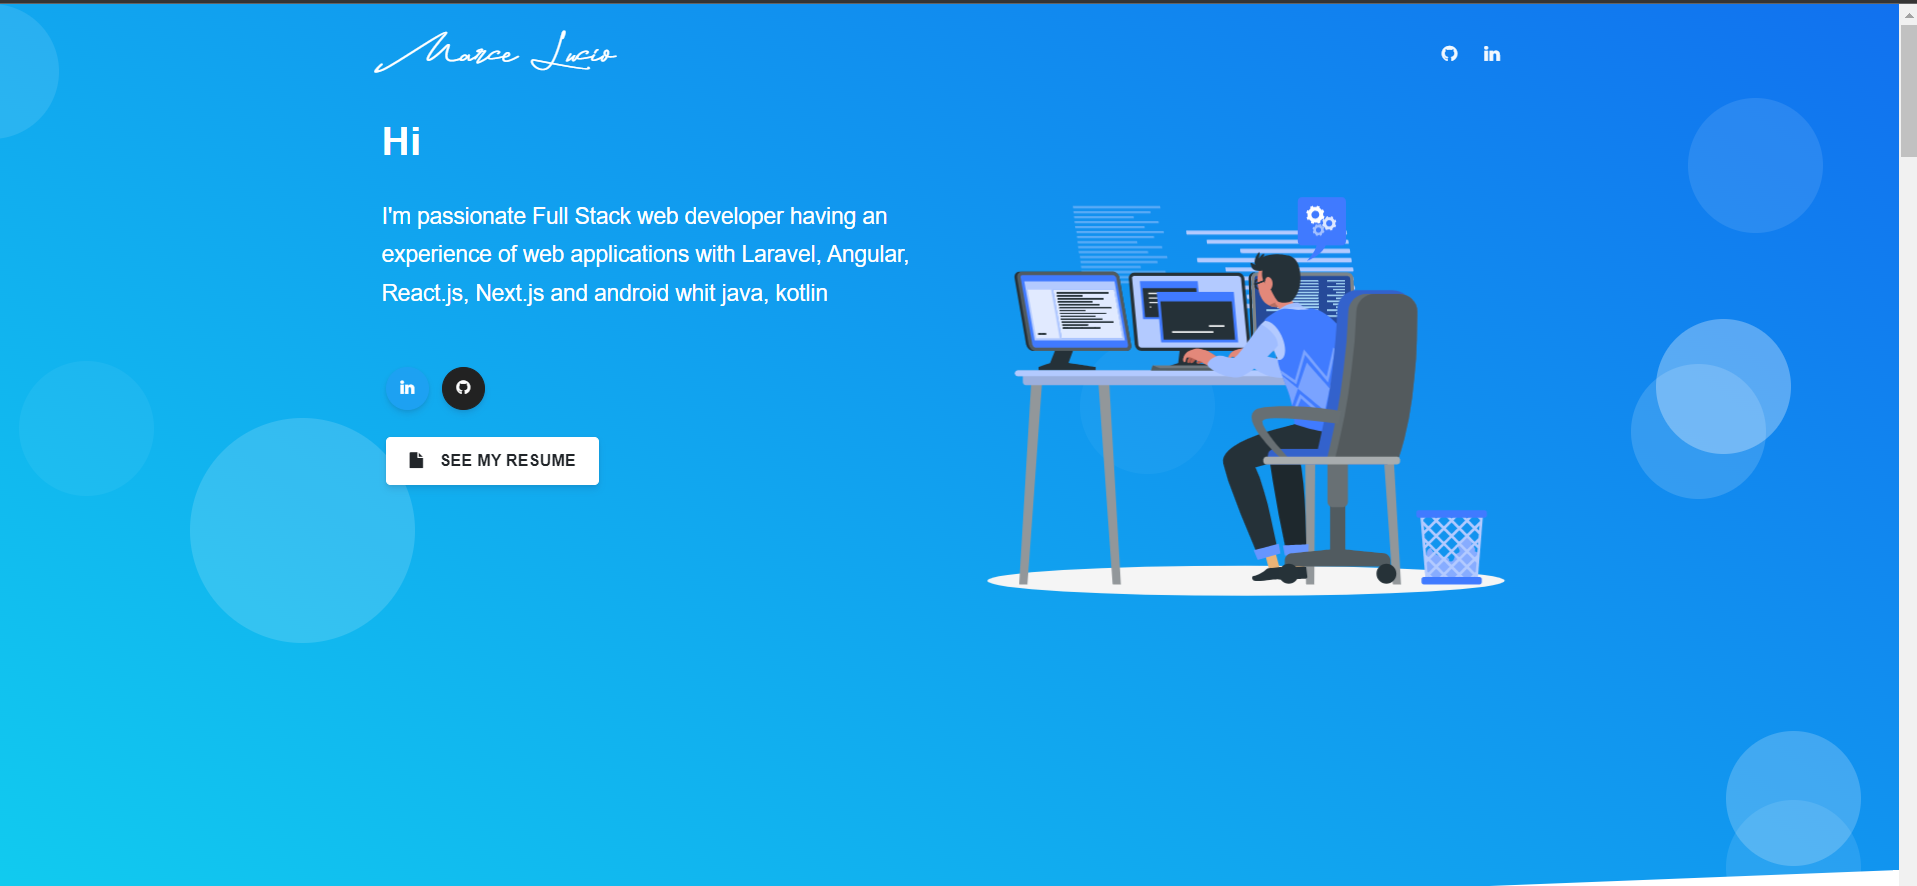 Marce Lucio
Hi
I'm passionate Full Stack web developer having an
experience of web applications with Laravel, Angular,
React.js, Next.js and android whit java, kotlin
SEE MY RESUME